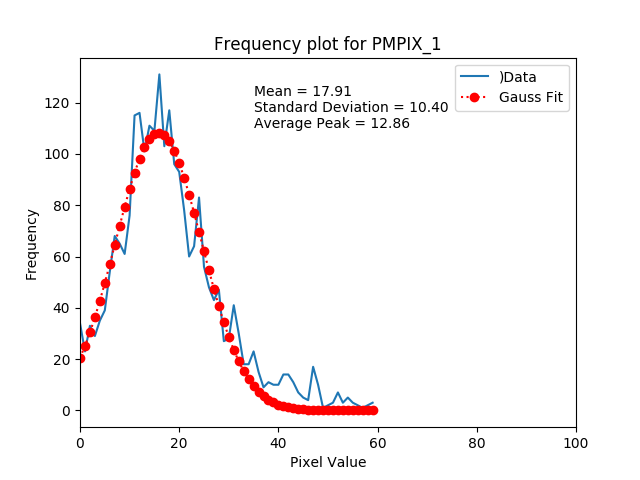 Frequency plot for PMPIX_1
)Data
Gauss Fit
Mean = 17.91
Standard Deviation = 10.40
Average Peak = 12.86
Frequency
120
100
80
60
40
20
0
0 20 40 60 80 100
Pixel Value